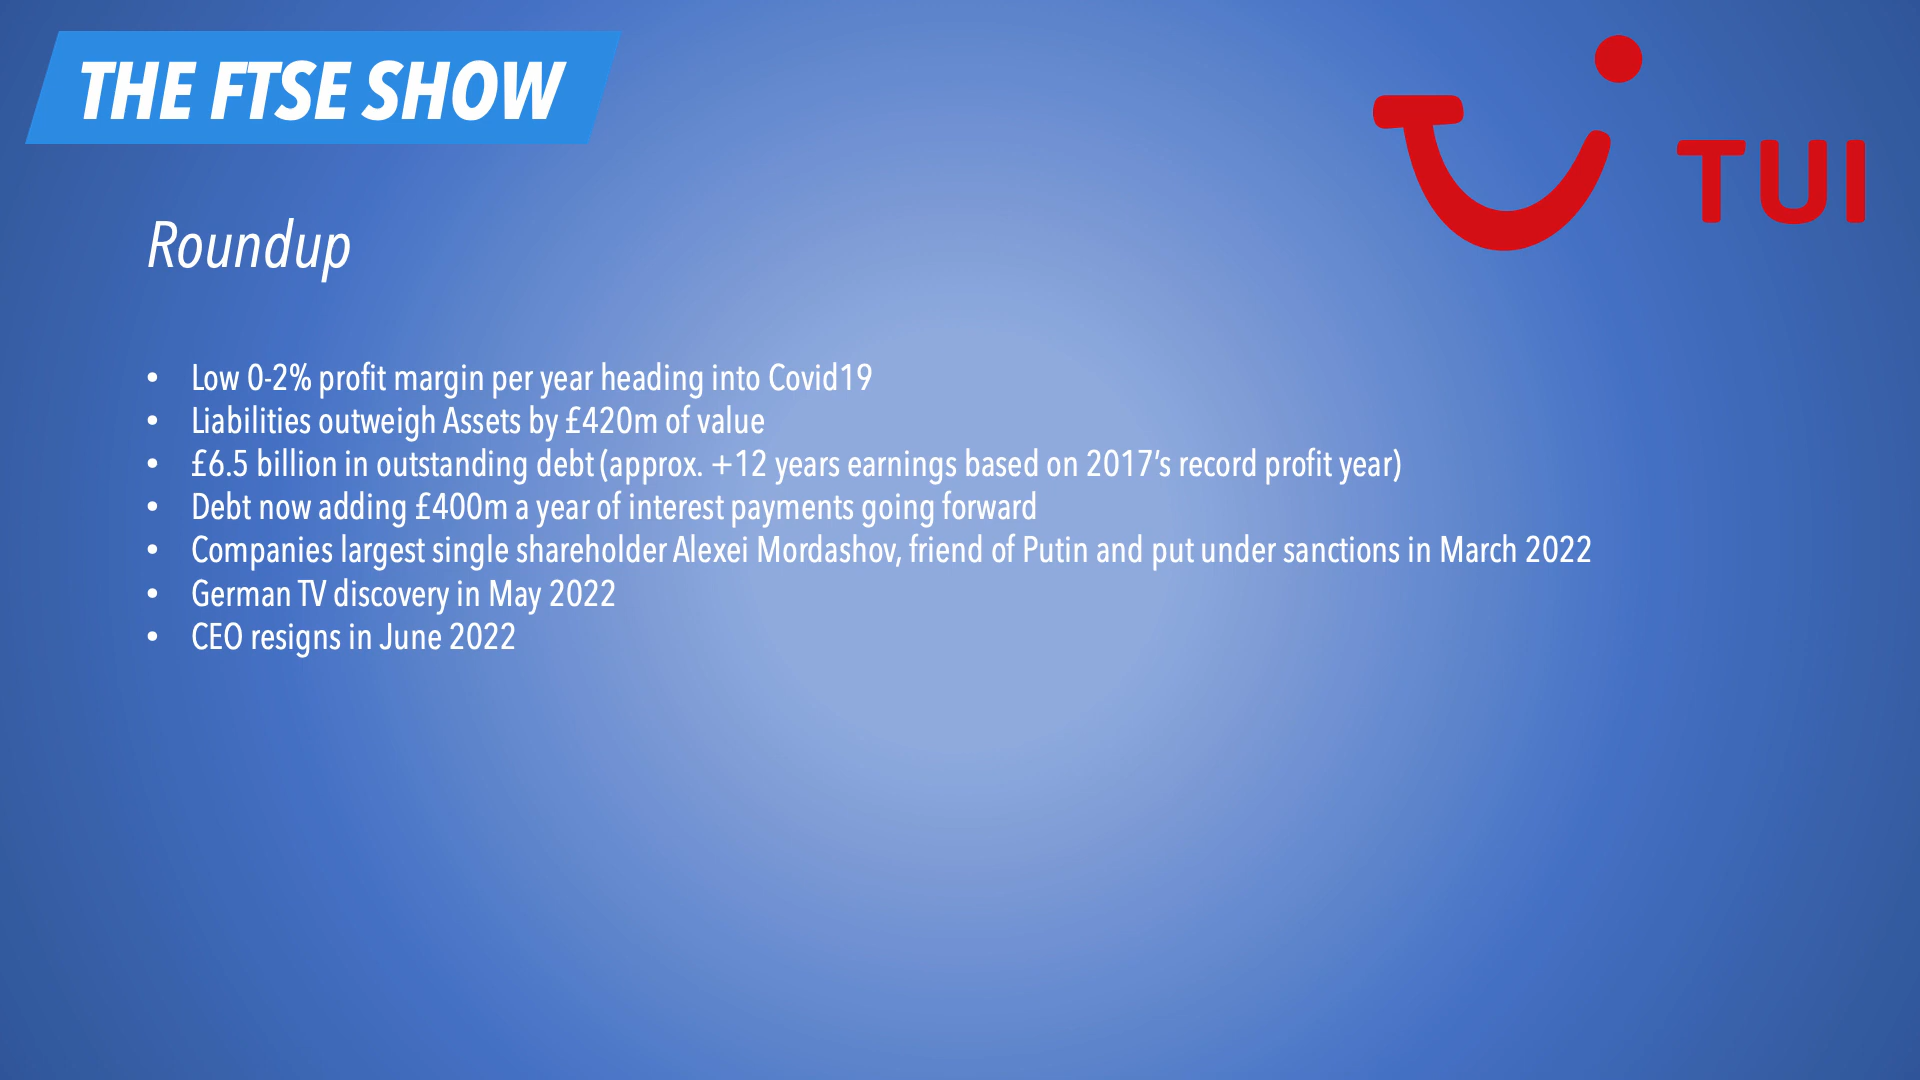 THE FTSE SHOW
TUI
Roundup
• Low 0-2% profit margin per year heading into Covid19
• Liabilities outweigh Assets by £420m of value
• £6.5 billion in outstanding debt (approx. +12 years earnings based on 2017’s record profit year)
• Debt now adding £400m a year of interest payments going forward
• Companies largest single shareholder Alexei Mordashov, friend of Putin and put under sanctions in March 2022
• German TV discovery in May 2022
• CEO resigns in June 2022